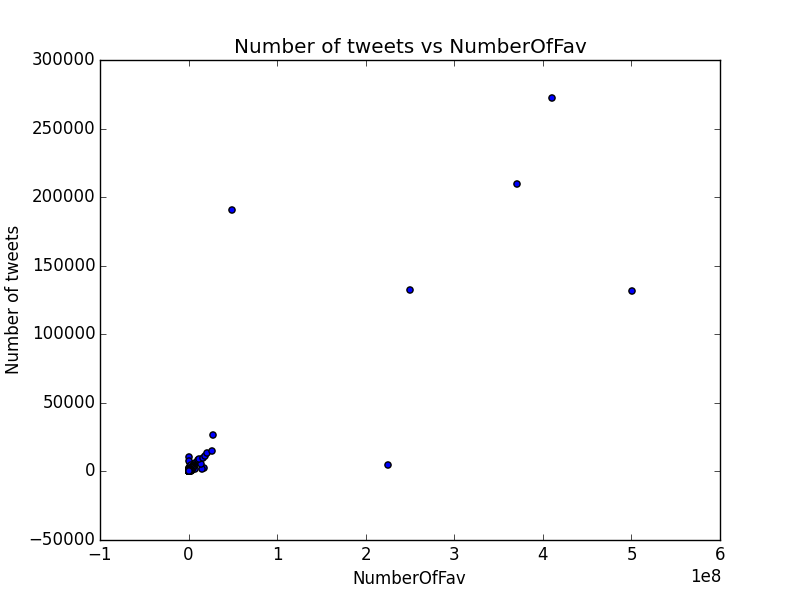 Number of tweets vs NumberOfFav
300000
250000
200000
150000
100000
50000
0
−50000
Number of tweets
−1 0 1 2 3 4 5 6
1e8
NumberOfFav